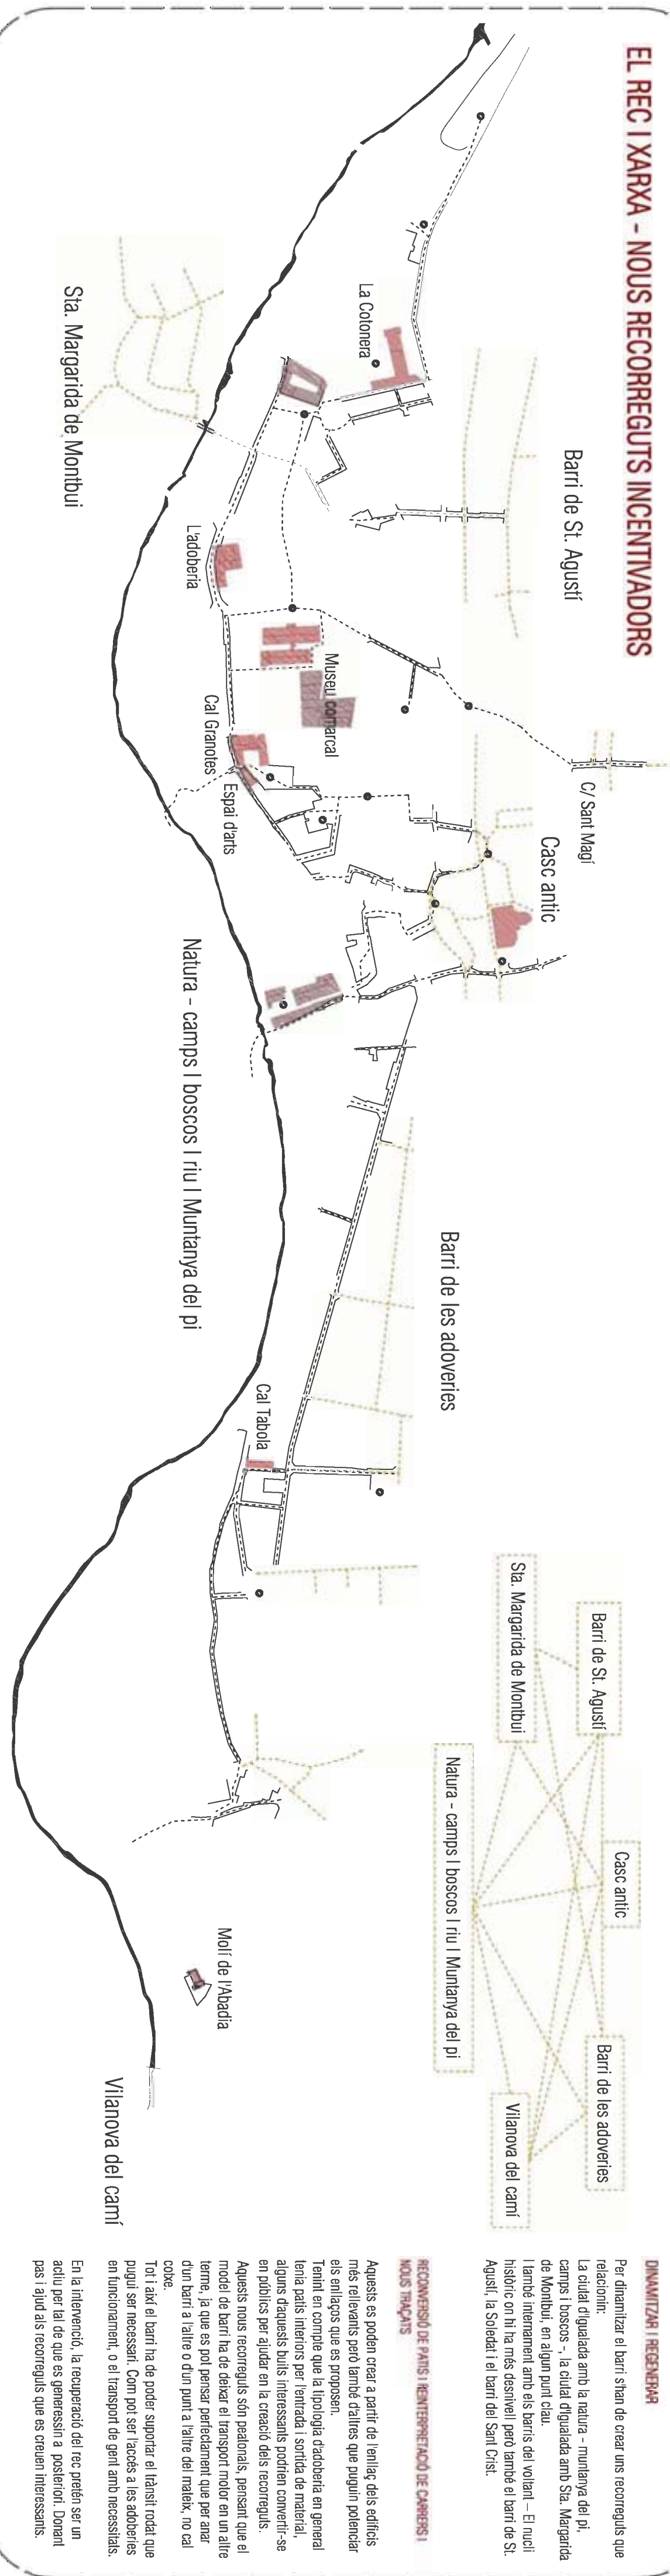 EL REC I XARXA - NOUS RECORREGUTS INCENTIVADORS
Barri de St. Agustí
La Cotonera
Sta. Margarida de Montbui
L'adoberia
Museu comarcal
Cal Granotes
Espai d'arts
C/ Sant Magí
Casc antic
Natura - camps I boscos I riu I Muntanya del pi
Barri de les adoveries
Cal Tabola
Molí de l'Abadia
Vilanova del camí
Barri de St. Agustí
Casc antic
Barri de les adoveries
Sta. Margarida de Montbui
Vilanova del camí
Natura - camps I boscos I riu I Muntanya del pi
DINAMITZAR I REGENERAR
Per dinamitzar el barri s'han de crear uns recorreguts que
relacionin:
La ciutat d'Igualada amb la natura – muntanya del pi,
camps i boscos -, la ciutat d'Igualada amb Sta. Margarida
de Montbui, en algun punt clau.
I també internament amb els barris del voltant – El nucli
històric on hi ha més desnivell però també el barri de St.
Agustí, la Soledat i el barri del Sant Crist.
RECONVERSIÓ DE PATIS I REINTERPRETACIÓ DE CARRERS I
NOUS TRAÇATS
Aquests es poden crear a partir de l'enllaç dels edificis
més rellevants però també d'altres que puguin potenciar
els enllaços que es proposen.
Tenint en compte que la tipologia d'adoberia en general
tenia patis interiors per l'entrada i sortida de material,
alguns d'aquests buits interessants podrien convertir-se
en públics per ajudar en la creació dels recorreguts.
Aquests nous recorreguts són peatonals, pensant que el
model de barri ha de deixar el transport motor en un altre
terme, ja que es pot pensar perfectament que per anar
d'un barri a l'altre o d'un punt a l'altre del mateix, no cal
cotxe.
Tot i així el barri ha de poder suportar el trànsit rodat que
pugui ser necessari. Com pot ser l'accés a les adoberies
en funcionament, o el transport de gent amb necessitats.
En la intervenció, la recuperació del rec pretén ser un
actiu per tal de que es generessin a posteriori. Donant
pas i ajud als recorreguts que es creuen interessants.